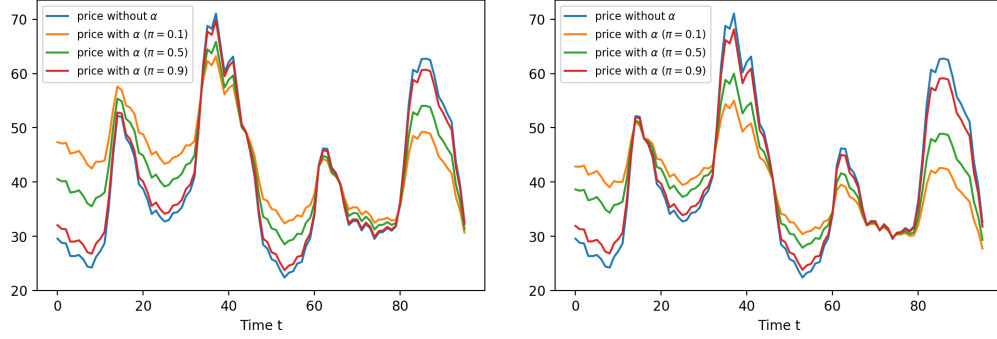 70
60
50
40
30
20
0
20
40
60
80
Time t
price without α
price with α (π = 0.1)
price with α (π = 0.5)
price with α (π = 0.9)
70
60
50
40
30
20
0
20
40
60
80
Time t
price without α
price with α (π = 0.1)
price with α (π = 0.5)
price with α (π = 0.9)